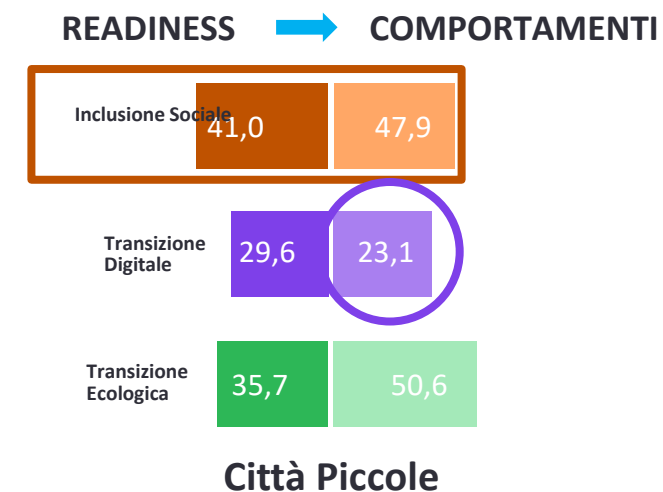 READINESS COMPORTAMENTI
Inclusione Sociale
41,0 47,9
Transizione
Digitale
29,6 23,1
Transizione
Ecologica
35,7 50,6
Città Piccole